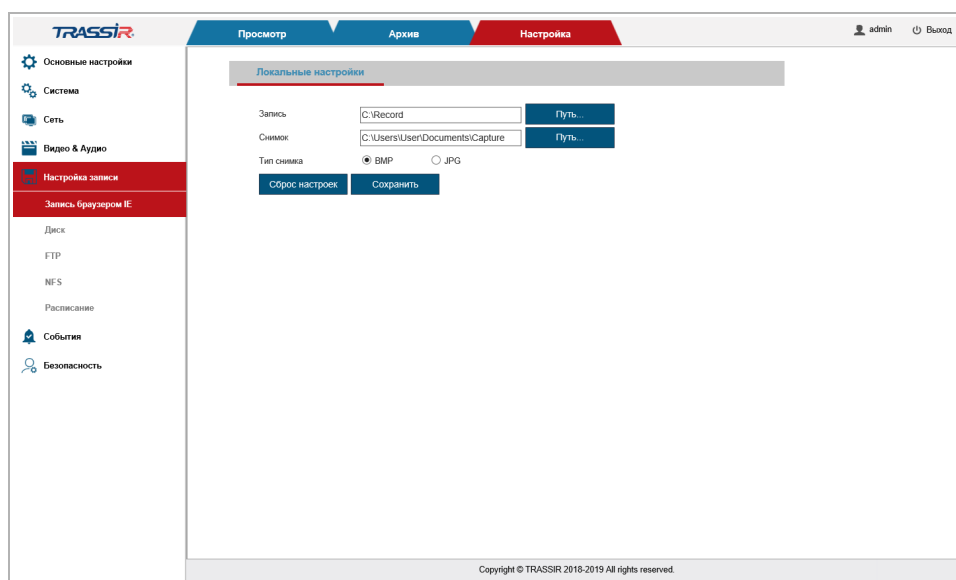 TRASSIR
Просмотр
Архив
Настройка
admin
Выход
Основные настройки
Система
Сеть
Видео & Аудио
Настройка записи
Запись браузером IE
Диск
FTP
NFS
Расписание
События
Безопасность
Локальные настройки
Запись
C:\Record
Путь...
Снимок
C:\Users\User\Documents\Capture
Путь...
Тип снимка
BMP
JPG
Сброс настроек
Сохранить
Copyright © TRASSIR 2018-2019 All rights reserved.